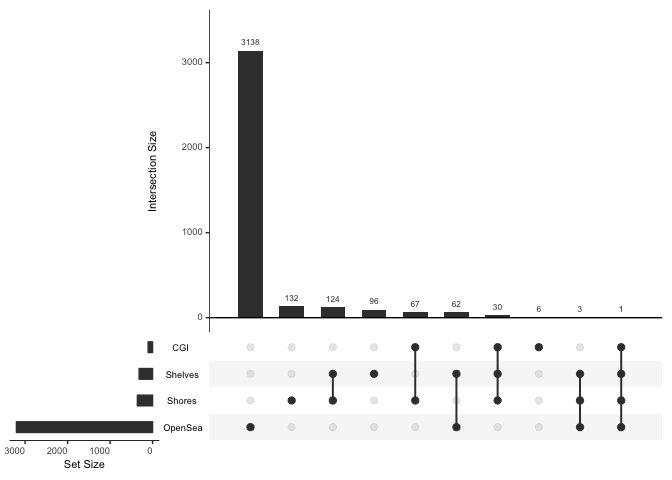 3138
3000
Intersection Size
2000
1000
132 124 96 67 62 30 6 3 1
0
CGI
Shelves
Shores
OpenSea
3000 2000 1000 0
Set Size